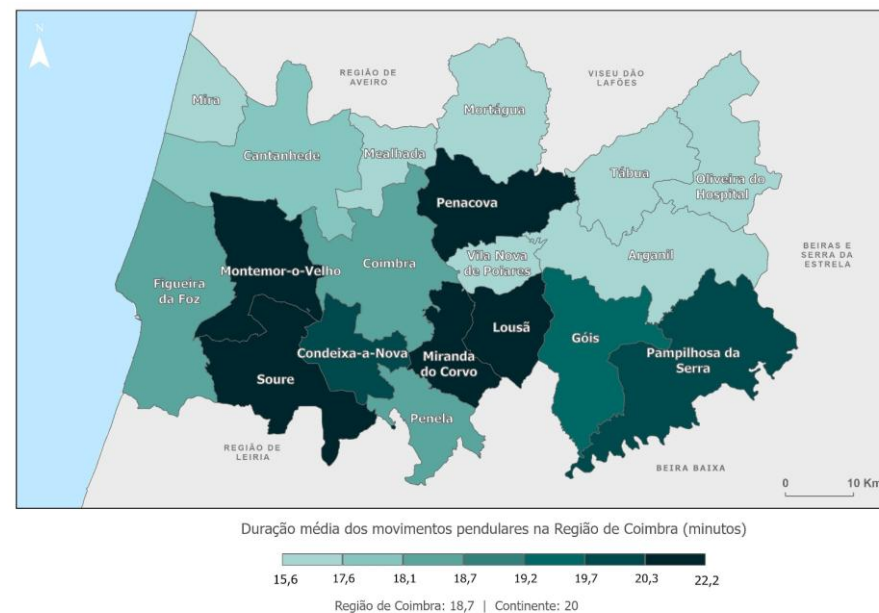 N
REGIÃO DE
AVEIRO
VISEU DÃO
LAFÕES
Mira
Mortágua
Cantanhede
Mealhada
Tábua
Oliveira do
Hospital
Penacova
Vila Nova
de Poiares
Arganil
BEIRAS E
SERRA DA
ESTRELA
Coimbra
Montemor-o-Velho
Figueira
da Foz
Lousã
Góis
Condeixa-a-Nova
Miranda
do Corvo
Pampilhosa da
Serra
Soure
Penela
REGIÃO DE
LEIRIA
BEIRA BAIXA
0 10 Km
Duração média dos movimentos pendulares na Região de Coimbra (minutos)
15,6 17,6 18,1 18,7 19,2 19,7 20,3 22,2
Região de Coimbra: 18,7 | Continente: 20